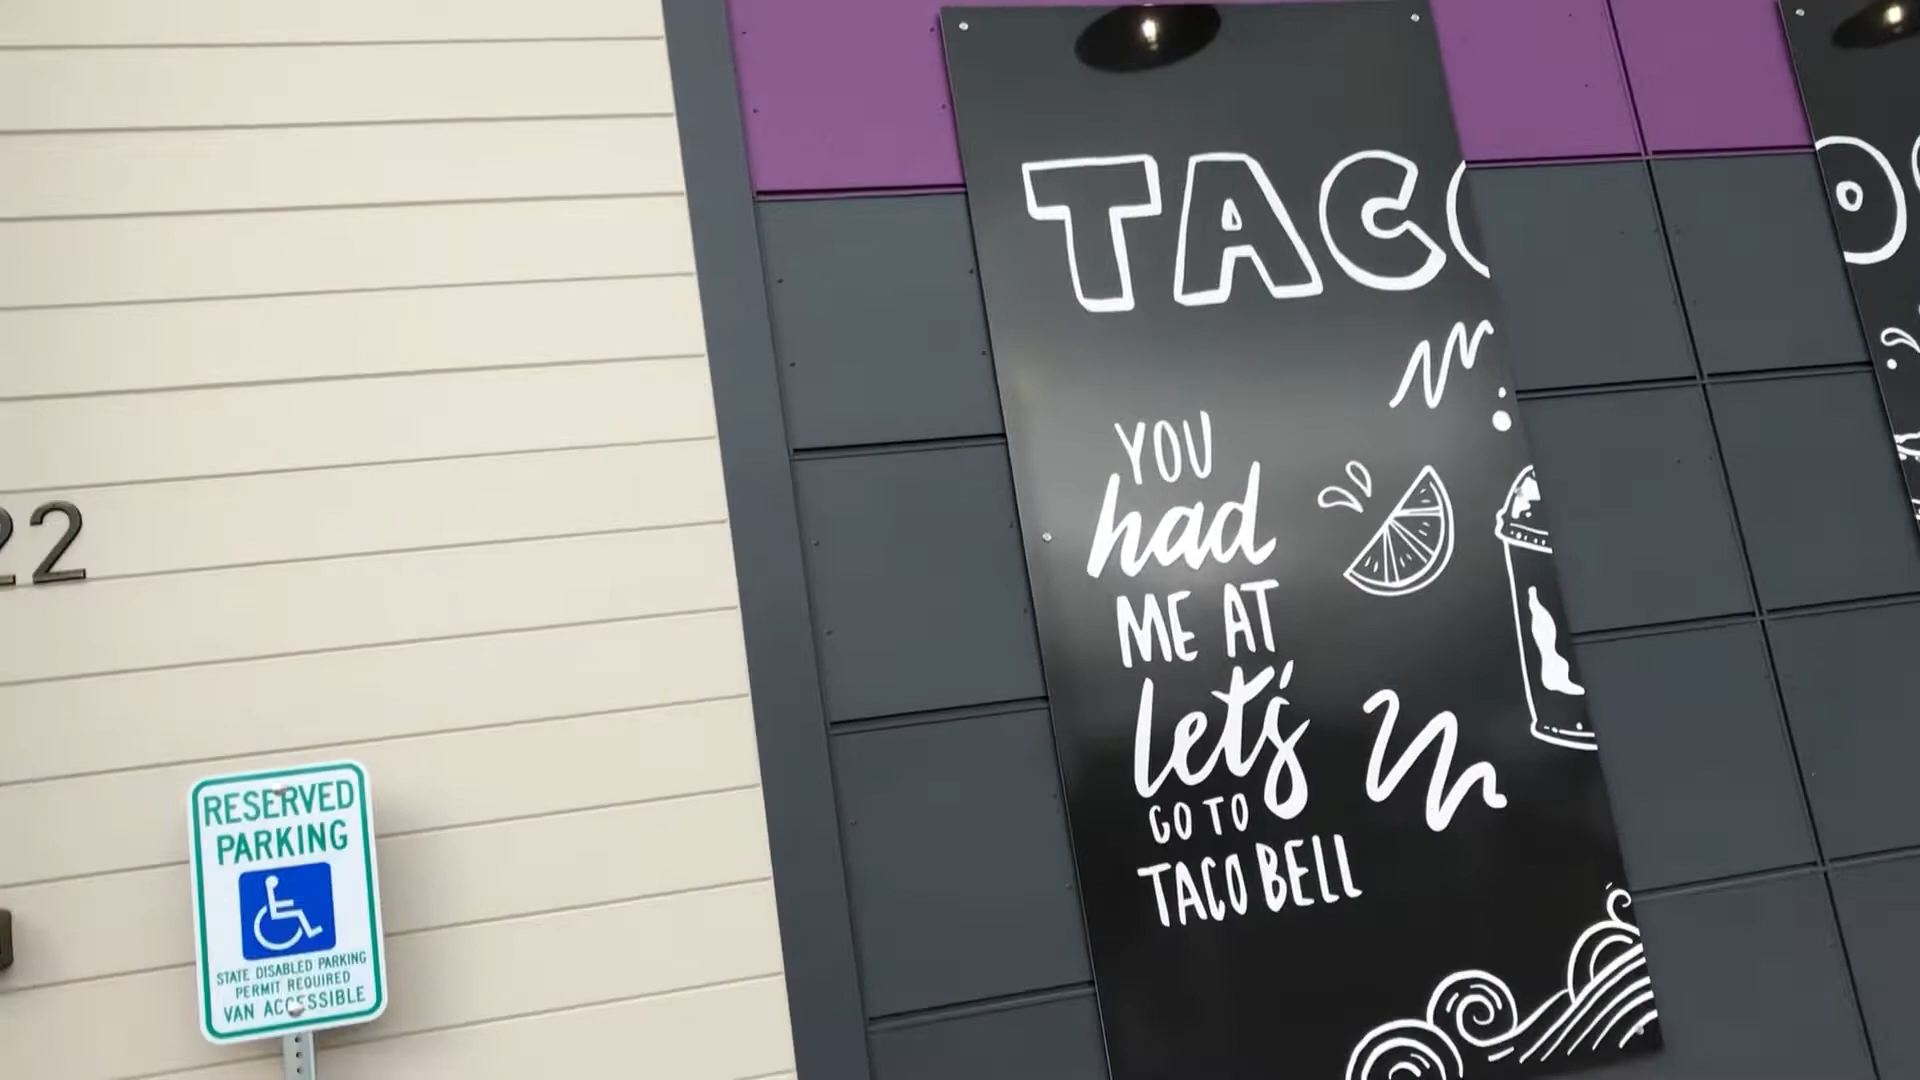 22
RESERVED
PARKING
STATE DISABLED PARKING
PERMIT REQUIRED
VAN ACCESSIBLE
TACO
YOU
had
ME AT
let's
GO TO
TACO BELL